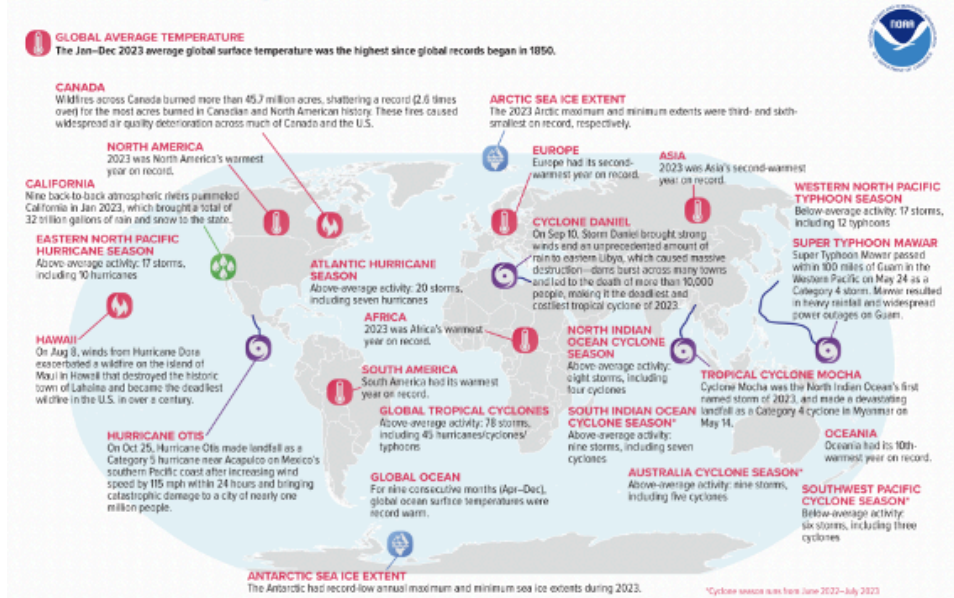 GLOBAL AVERAGE TEMPERATURE
The Jan–Dec 2023 average global surface temperature was the highest since global records began in 1850.
NOAA
CANADA
Wildfires across Canada burned more than 45.7 million acres, shattering a record (2.6 times
over) for the most acres burned in Canadian and North American history. These fires caused
widespread air quality deterioration across much of Canada and the U.S.
ARCTIC SEA ICE EXTENT
The 2023 Arctic maximum and minimum extents were third- and sixth-
smallest on record, respectively.
NORTH AMERICA
2023 was North America's warmest
year on record.
EUROPE
Europe had its second-
warmest year on record.
ASIA
2023 was Asia's second-warmest
year on record.
CALIFORNIA
Nine back-to-back atmospheric rivers pummeled
California in Jan 2023, which brought a total of
32 trillion gallons of rain and snow to the state.
WESTERN NORTH PACIFIC
TYPHOON SEASON
Below-average activity: 17 storms,
including 12 typhoons
CYCLONE DANIEL
On Sep 10, Storm Daniel brought strong
winds and an unprecedented amount of
rain to eastern Libya, which caused massive
destruction—dams burst across many towns
and led to the death of more than 10,000
people, making it the deadliest and
costliest tropical cyclone of 2023.
EASTERN NORTH PACIFIC
HURRICANE SEASON
Above-average activity: 17 storms,
including 10 hurricanes
SUPER TYPHOON MAWAR
Super Typhoon Mawar passed
within 100 miles of Guam in the
Western Pacific on May 24 as a
Category 4 storm. Mawar resulted
in heavy rainfall and widespread
power outages on Guam.
ATLANTIC HURRICANE
SEASON
Above-average activity: 20 storms,
including seven hurricanes
AFRICA
2023 was Africa's warmest
year on record.
NORTH INDIAN
OCEAN CYCLONE
SEASON
Above-average activity:
eight storms, including
four cyclones
HAWAII
On Aug 8, winds from Hurricane Dora
exacerbated a wildfire on the island of
Maui in Hawaii that destroyed the historic
town of Lahaina and became the deadliest
wildfire in the U.S. in over a century.
SOUTH AMERICA
South America had its warmest
year on record.
TROPICAL CYCLONE MOCHA
Cyclone Mocha was the North Indian Ocean's first
named storm of 2023, and made a devastating
landfall as a Category 4 cyclone in Myanmar on
May 14.
GLOBAL TROPICAL CYCLONES
Above-average activity: 78 storms,
including 45 hurricanes/cyclones/
typhoons
SOUTH INDIAN OCEAN
CYCLONE SEASON*
Above-average activity:
nine storms, including seven
cyclones
HURRICANE OTIS
On Oct 25, Hurricane Otis made landfall as a
Category 5 hurricane near Acapulco on Mexico's
southern Pacific coast after increasing wind
speed by 115 mph within 24 hours and bringing
catastrophic damage to a city of nearly one
million people.
OCEANIA
Oceania had its 10th-
warmest year on record.
GLOBAL OCEAN
For nine consecutive months (Apr–Dec),
global ocean surface temperatures were
record warm.
AUSTRALIA CYCLONE SEASON*
Above-average activity: nine storms,
including five cyclones
SOUTHWEST PACIFIC
CYCLONE SEASON*
Below-average activity:
six storms, including three
cyclones
ANTARCTIC SEA ICE EXTENT
The Antarctic had record-low annual maximum and minimum sea ice extents during 2023.
*Cyclone season runs from June 2022–July 2023